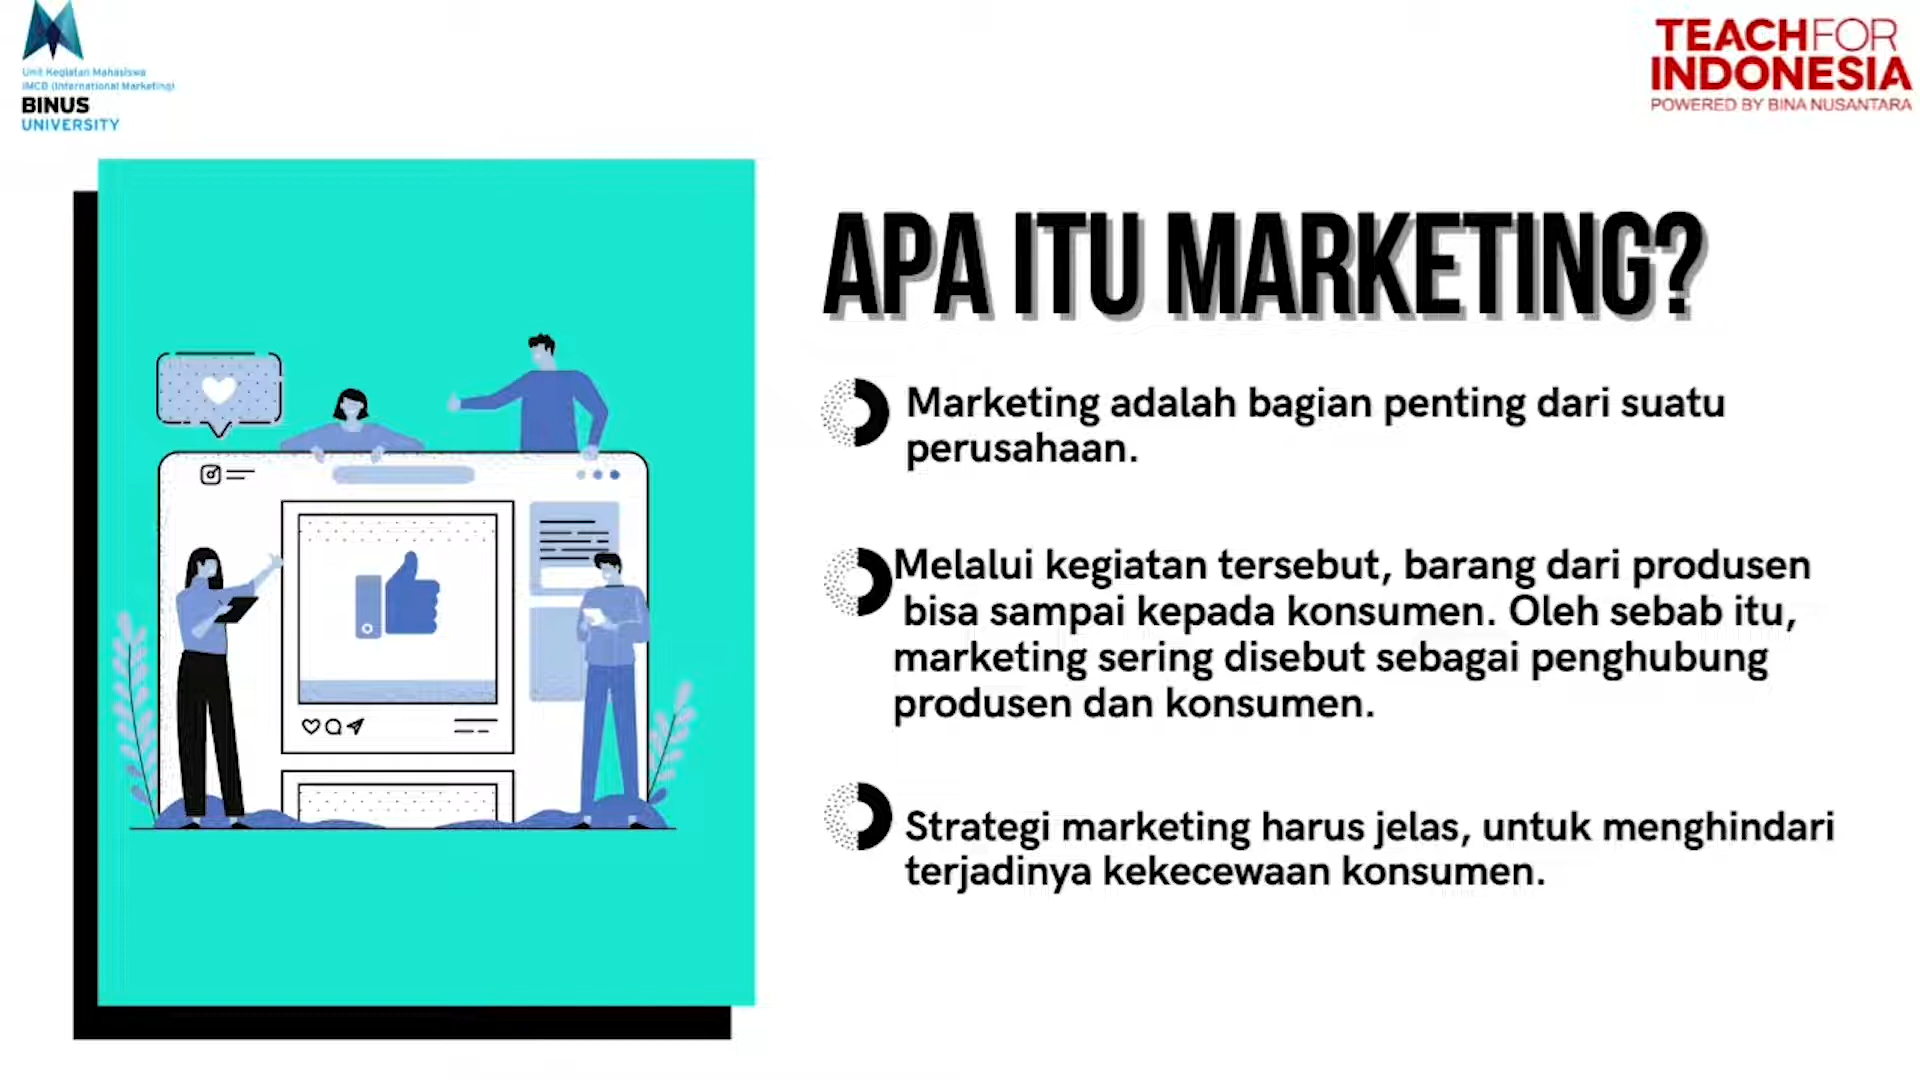 Unit Kegiatan Mahasiswa
IMCB (International Marketing)
BINUS
UNIVERSITY
TEACHFOR
INDONESIA
POWERED BY BINA NUSANTARA
APA ITU MARKETING?
Marketing adalah bagian penting dari suatu
perusahaan.
Melalui kegiatan tersebut, barang dari produsen
bisa sampai kepada konsumen. Oleh sebab itu,
marketing sering disebut sebagai penghubung
produsen dan konsumen.
Strategi marketing harus jelas, untuk menghindari
terjadinya kekecewaan konsumen.